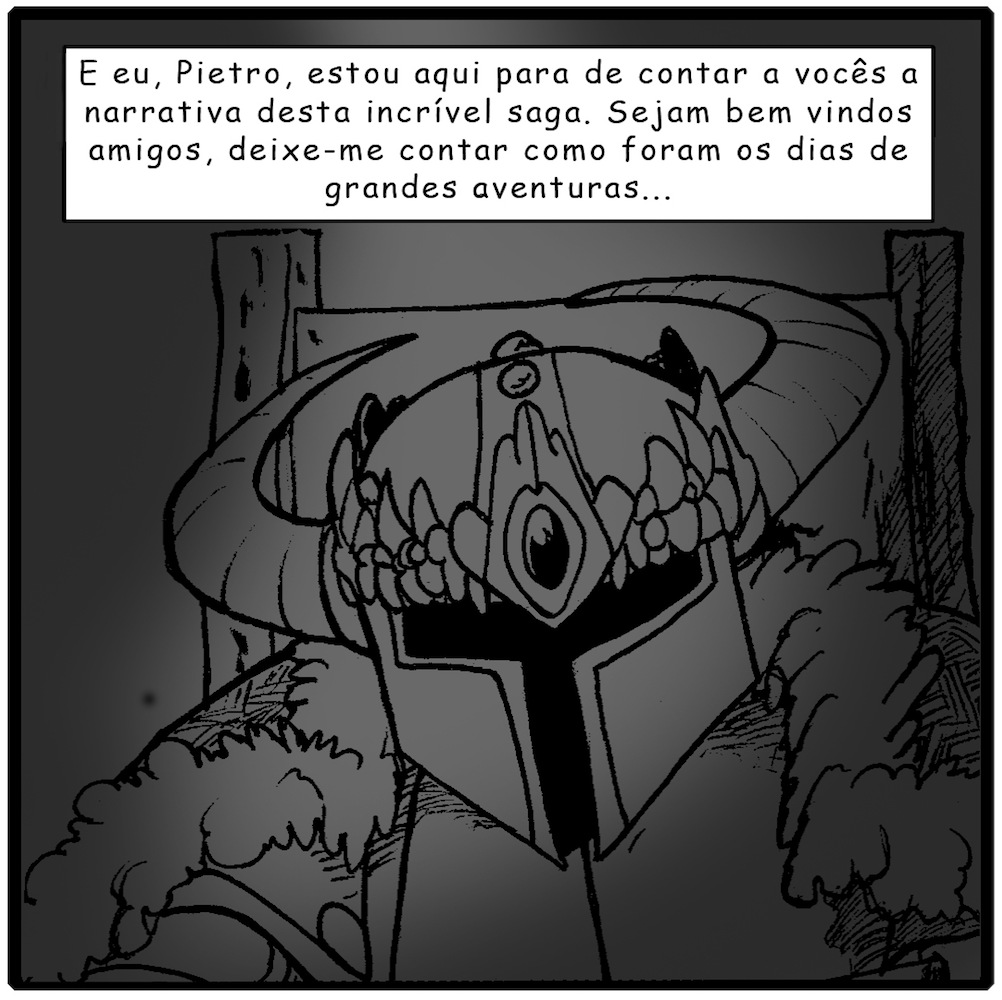 E eu, Pietro, estou aqui para de contar a vocês a
narrativa desta incrível saga. Sejam bem vindos
amigos, deixe-me contar como foram os dias de
grandes aventuras...